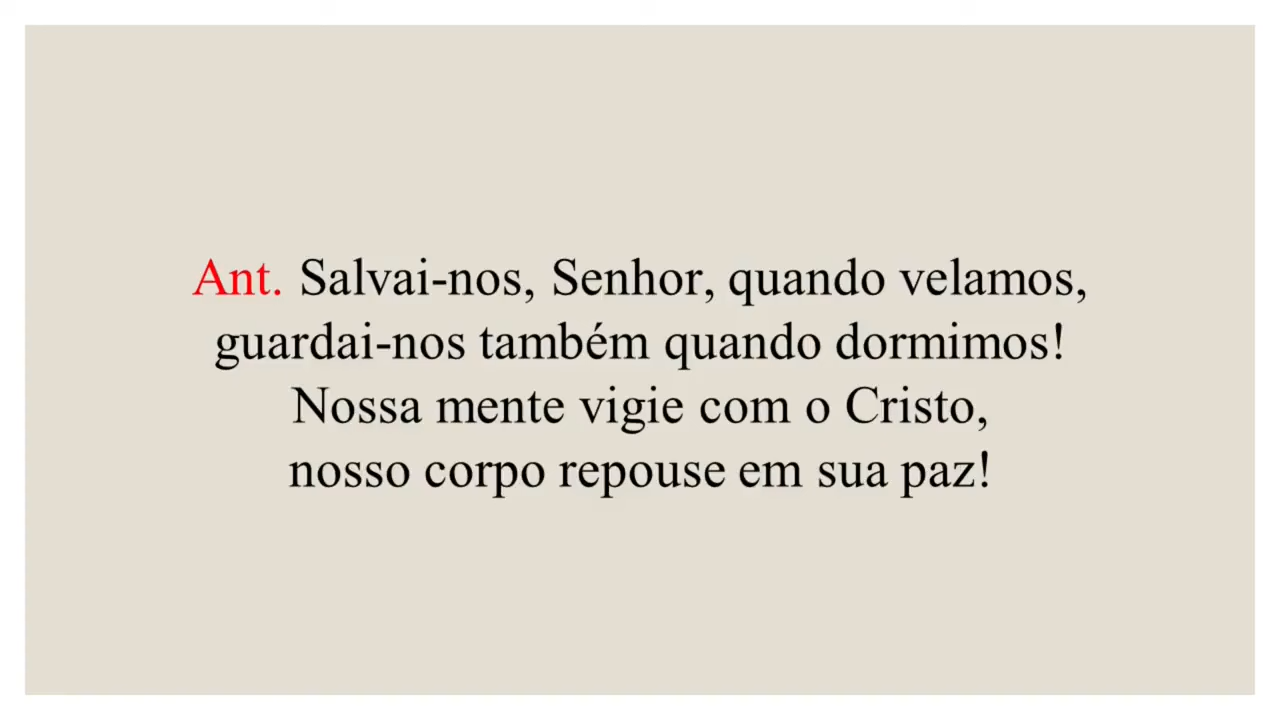 Ant. Salvai-nos, Senhor, quando velamos,
guardai-nos também quando dormimos!
Nossa mente vigie com o Cristo,
nosso corpo repouse em sua paz!